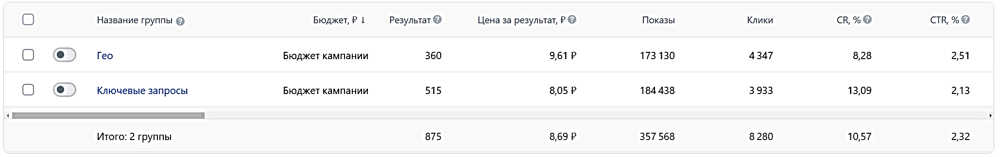 Название группы ? Бюджет, ₽ ↓ Результат ? Цена за результат, ₽ ? Показы Клики CR, % ? CTR, % ?
Гео Бюджет кампании 360 9,61 ₽ 173 130 4 347 8,28 2,51
Ключевые запросы Бюджет кампании 515 8,05 ₽ 184 438 3 933 13,09 2,13
Итого: 2 группы 875 8,69 ₽ 357 568 8 280 10,57 2,32